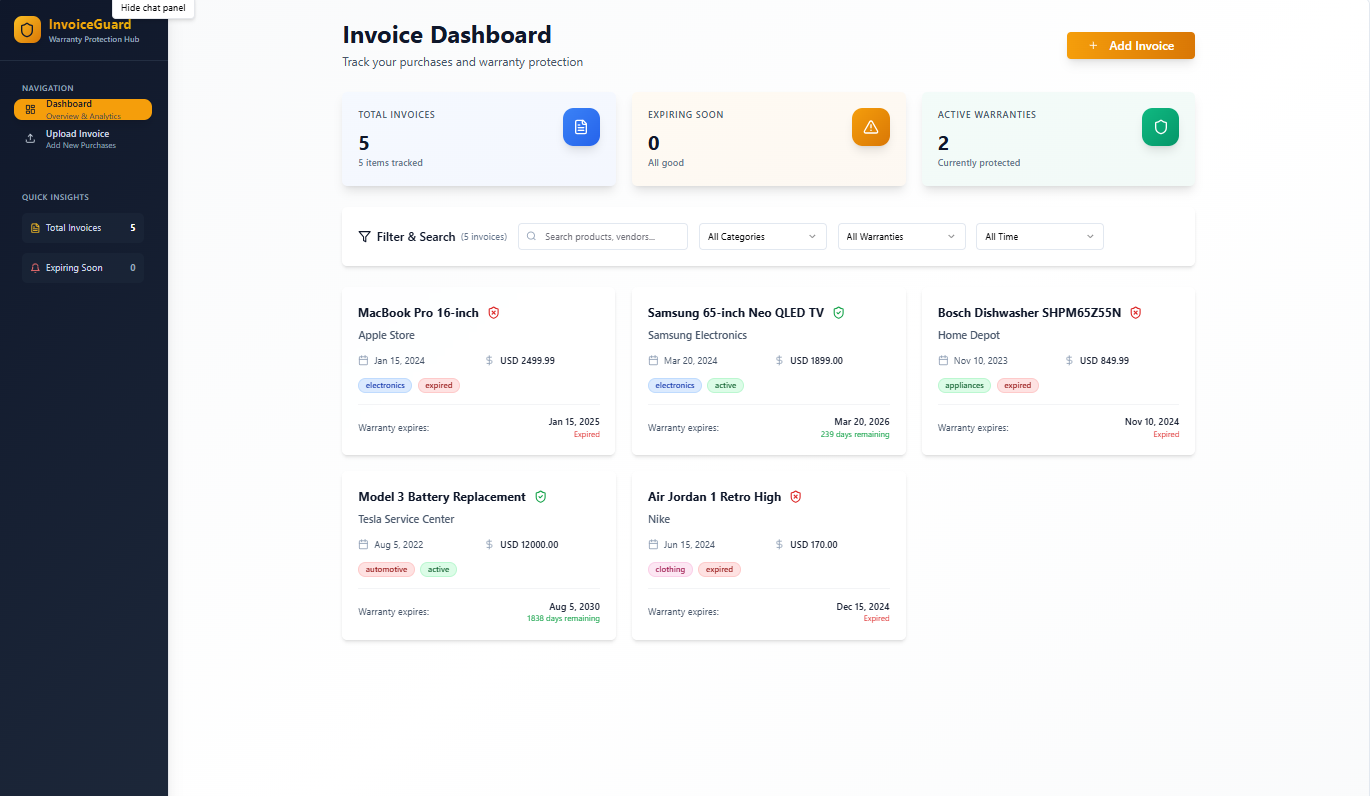 Hide chat panel
InvoiceGuard
Warranty Protection Hub
NAVIGATION
Dashboard
Overview & Analytics
Upload Invoice
Add New Purchases
QUICK INSIGHTS
Total Invoices 5
Expiring Soon 0
Invoice Dashboard
Track your purchases and warranty protection
+ Add Invoice
TOTAL INVOICES
5
5 items tracked
EXPIRING SOON
0
All good
ACTIVE WARRANTIES
2
Currently protected
Filter & Search (5 invoices) Search products, vendors... All Categories All Warranties All Time
MacBook Pro 16-inch
Apple Store
Jan 15, 2024 $ USD 2499.99
electronics expired
Warranty expires: Jan 15, 2025
Expired
Samsung 65-inch Neo QLED TV
Samsung Electronics
Mar 20, 2024 $ USD 1899.00
electronics active
Warranty expires: Mar 20, 2026
239 days remaining
Bosch Dishwasher SHPM65Z55N
Home Depot
Nov 10, 2023 $ USD 849.99
appliances expired
Warranty expires: Nov 10, 2024
Expired
Model 3 Battery Replacement
Tesla Service Center
Aug 5, 2022 $ USD 12000.00
automotive active
Warranty expires: Aug 5, 2030
1838 days remaining
Air Jordan 1 Retro High
Nike
Jun 15, 2024 $ USD 170.00
clothing expired
Warranty expires: Dec 15, 2024
Expired